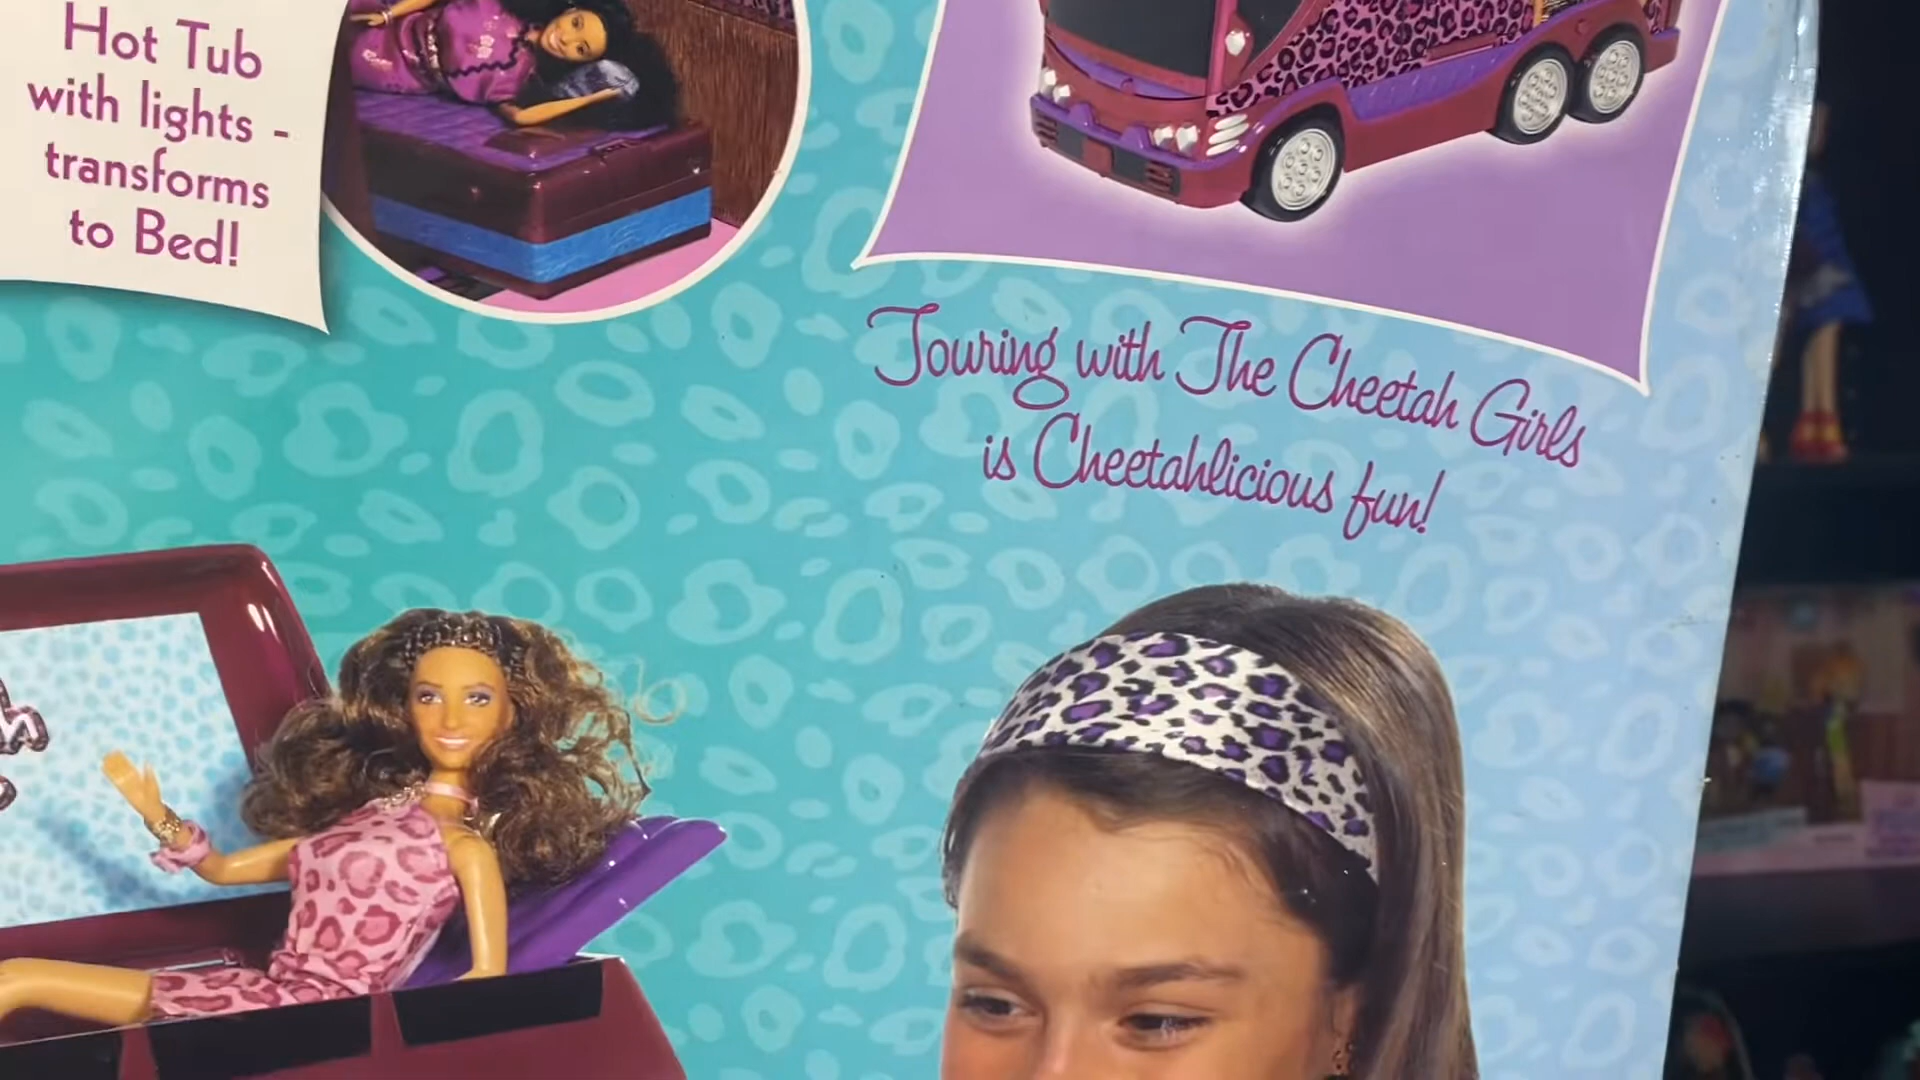 Hot Tub
with lights -
transforms
to Bed!
Touring with The Cheetah Girls
is Cheetahlicious fun!